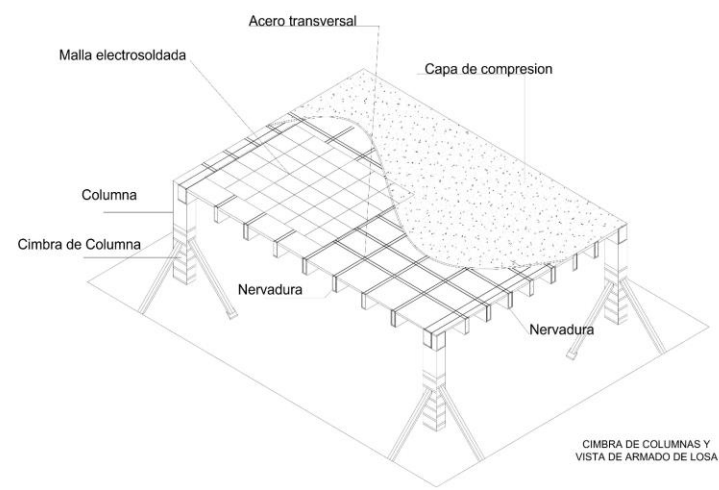 Acero transversal
Malla electrosoldada
Capa de compresion
Columna
Cimbra de Columna
Nervadura
Nervadura
CIMBRA DE COLUMNAS Y
VISTA DE ARMADO DE LOSA